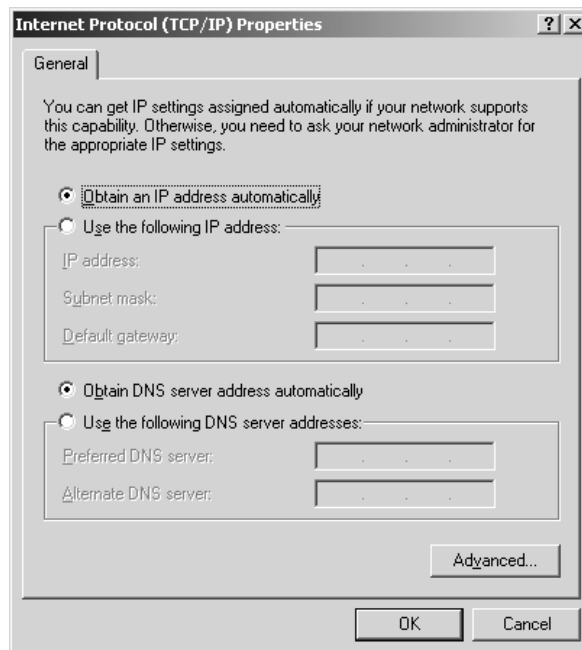 Internet Protocol (TCP/IP) Properties
General
You can get IP settings assigned automatically if your network supports
this capability. Otherwise, you need to ask your network administrator for
the appropriate IP settings.
Obtain an IP address automatically
Use the following IP address:
IP address:
Subnet mask:
Default gateway:
Obtain DNS server address automatically
Use the following DNS server addresses:
Preferred DNS server:
Alternate DNS server:
Advanced...
OK Cancel